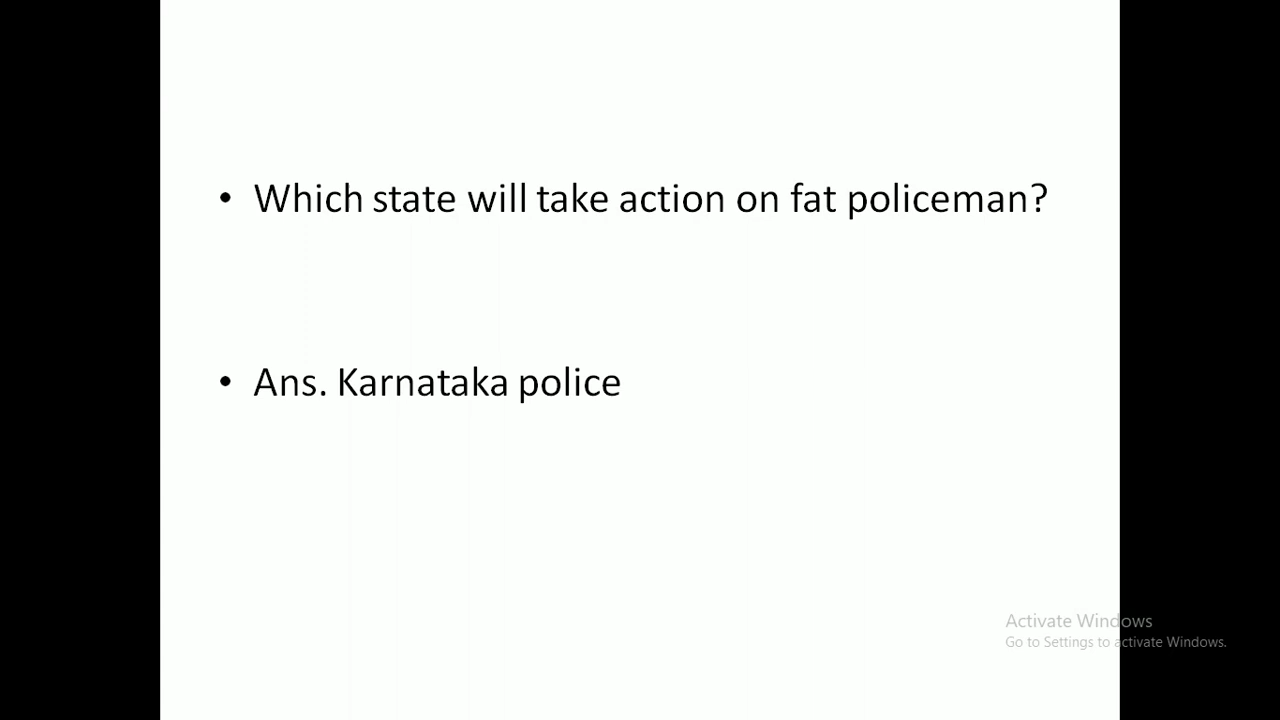 • Which state will take action on fat policeman?
• Ans. Karnataka police
Activate Windows
Go to Settings to activate Windows.